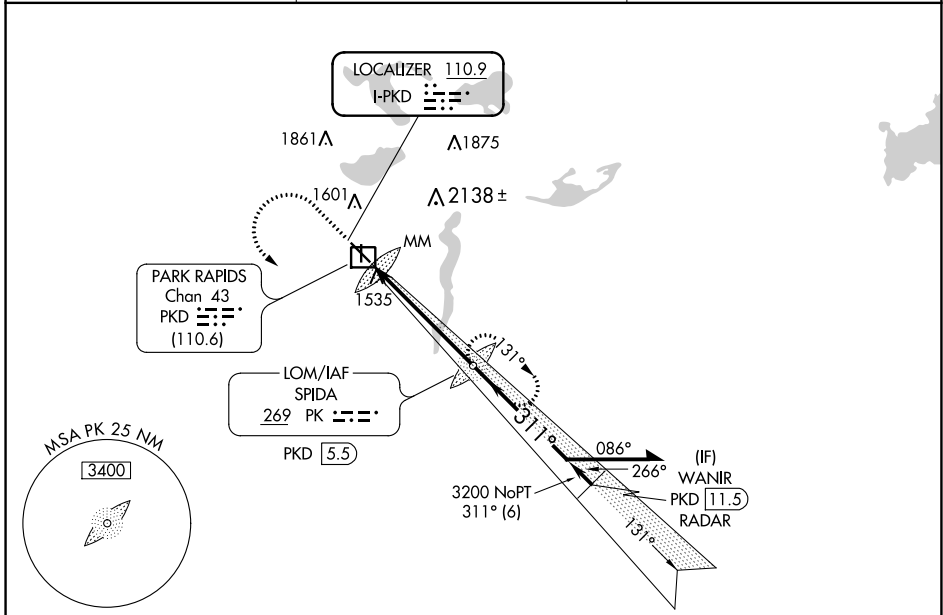 LOCALIZER 110.9
I-PKD
1861
1875
1601
2138 ±
MM
PARK RAPIDS
Chan 43
PKD
(110.6)
1535
131°
LOM/IAF
SPIDA
269 PK
PKD 5.5
311°
MSA PK 25 NM
3400
086°
266°
(IF)
WANIR
PKD 11.5
RADAR
3200 NoPT
311° (6)
131°